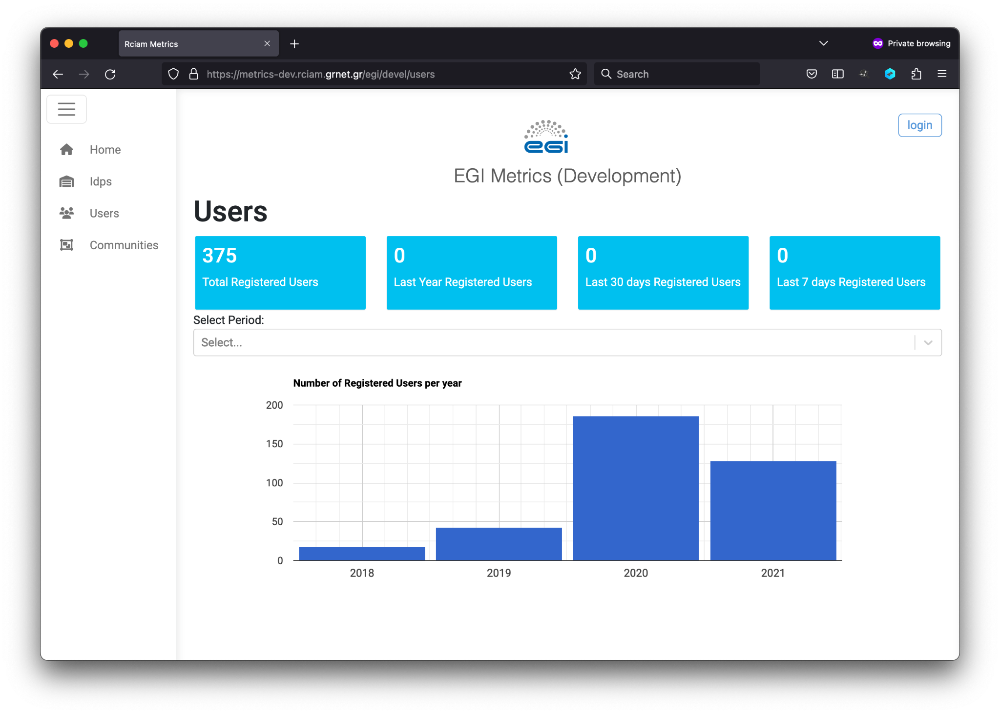 Rciam Metrics
Private browsing
https://metrics-dev.rciam.grnet.gr/egi/devel/users
Search
login
Home
Idps
Users
Communities
egi
EGI Metrics (Development)
Users
375
Total Registered Users
0
Last Year Registered Users
0
Last 30 days Registered Users
0
Last 7 days Registered Users
Select Period:
Select...
Number of Registered Users per year
200
150
100
50
0
2018 2019 2020 2021